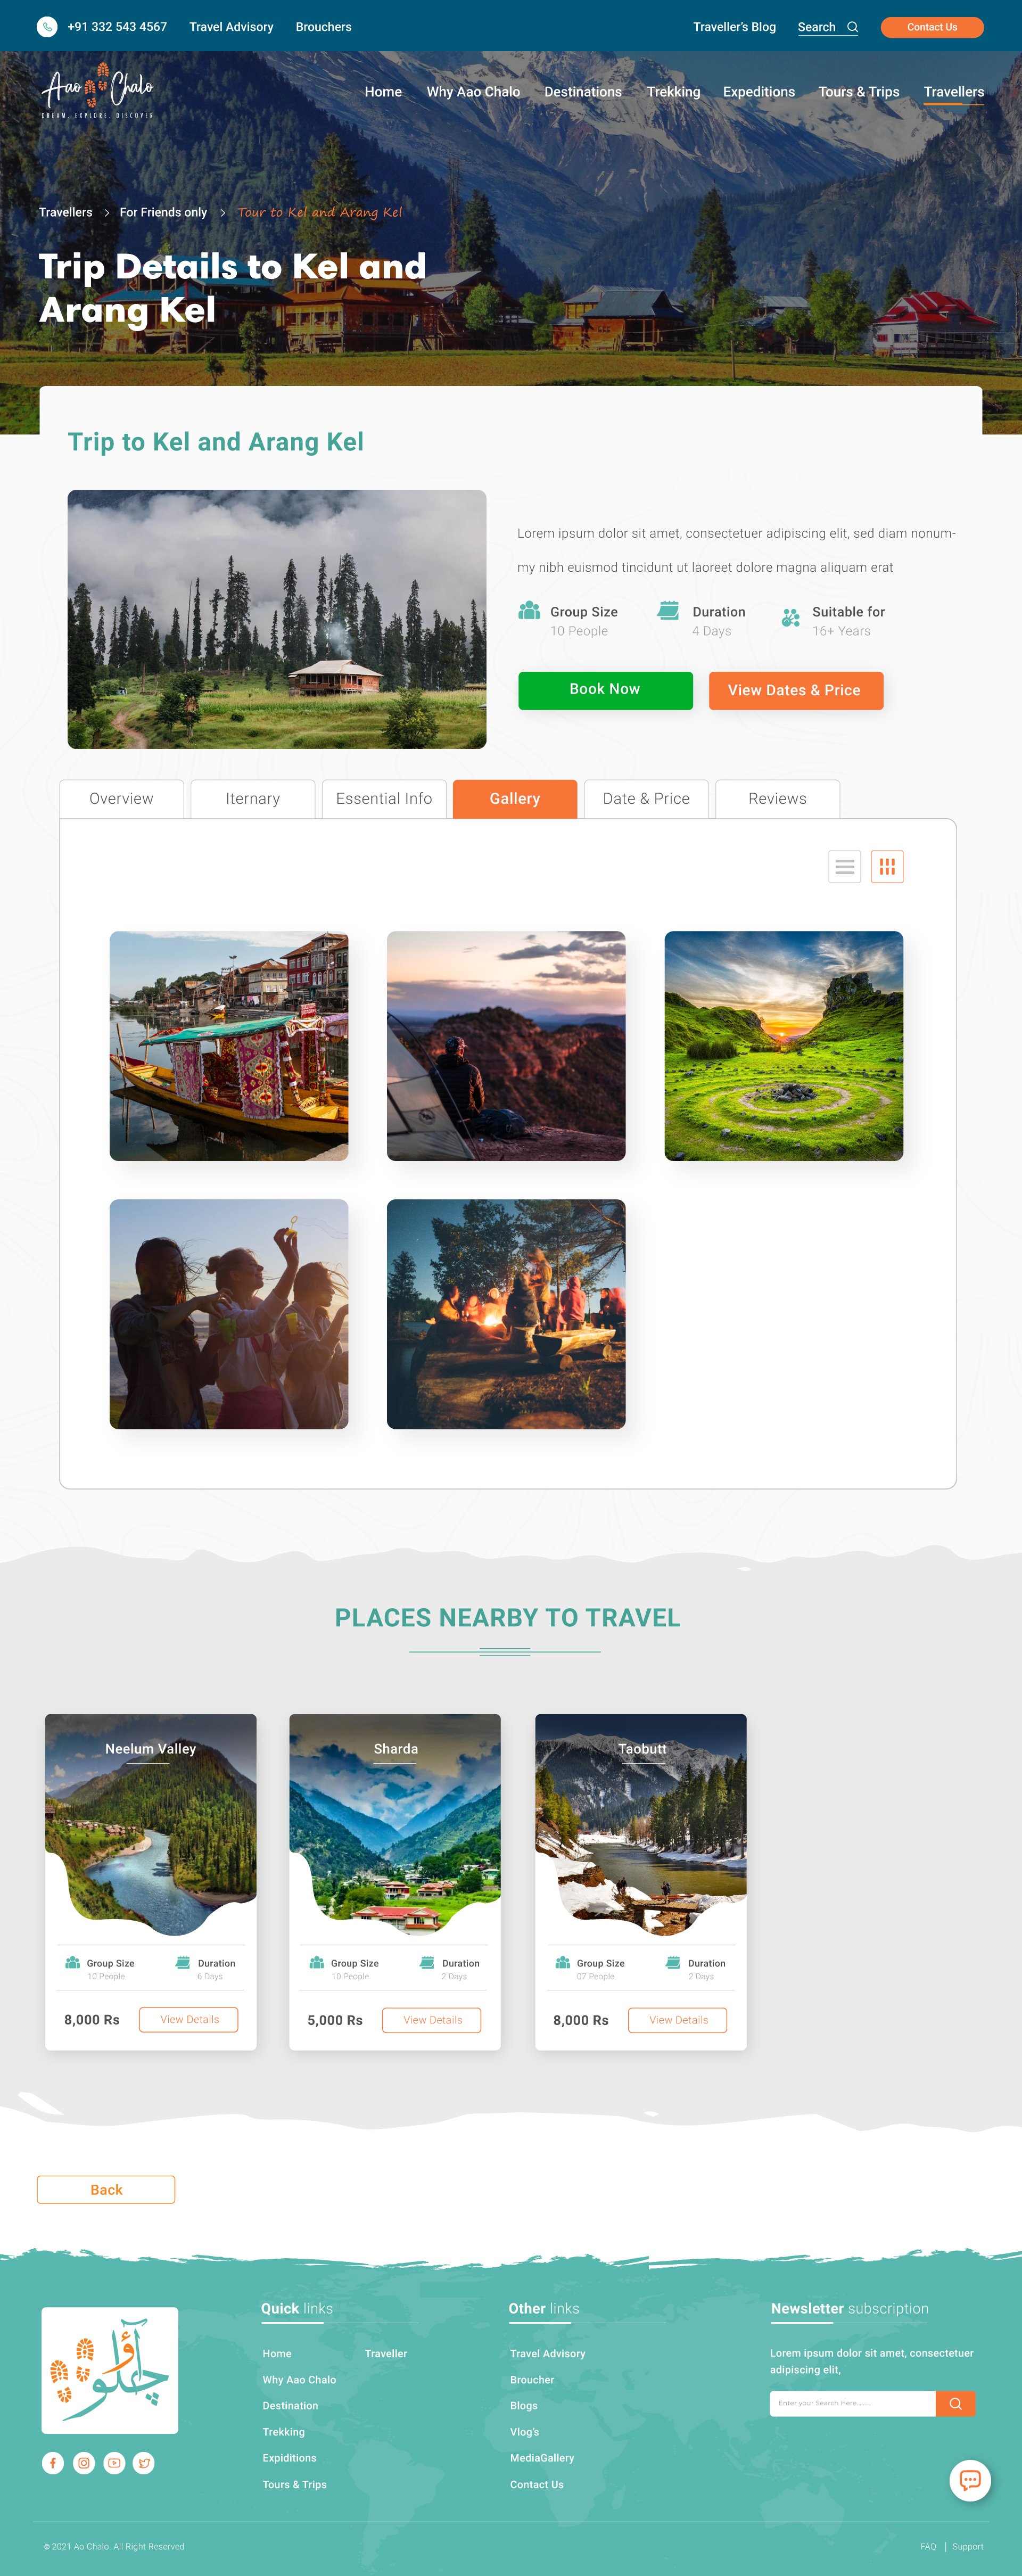 +91 332 543 4567 Travel Advisory Brouchers Traveller's Blog Search Contact Us
Aao Chalo
DREAM. EXPLORE. DISCOVER
Home Why Aao Chalo Destinations Trekking Expeditions Tours & Trips Travellers
Travellers > For Friends only > Tour to Kel and Arang Kel
Trip Details to Kel and
Arang Kel
Trip to Kel and Arang Kel
Lorem ipsum dolor sit amet, consectetuer adipiscing elit, sed diam nonum-
my nibh euismod tincidunt ut laoreet dolore magna aliquam erat
Group Size Duration Suitable for
10 People 4 Days 16+ Years
Book Now View Dates & Price
Overview Iternary Essential Info Gallery Date & Price Reviews
PLACES NEARBY TO TRAVEL
Neelum Valley
Group Size Duration
10 People 6 Days
8,000 Rs View Details
Sharda
Group Size Duration
10 People 2 Days
5,000 Rs View Details
Taobutt
Group Size Duration
07 People 2 Days
8,000 Rs View Details
Back
آؤ چلو
Quick links
Home Traveller
Why Aao Chalo
Destination
Trekking
Expiditions
Tours & Trips
Other links
Travel Advisory
Broucher
Blogs
Vlog's
MediaGallery
Contact Us
Newsletter subscription
Lorem ipsum dolor sit amet, consectetuer
adipiscing elit,
Enter your Search Here.......
© 2021 Ao Chalo. All Right Reserved FAQ | Support